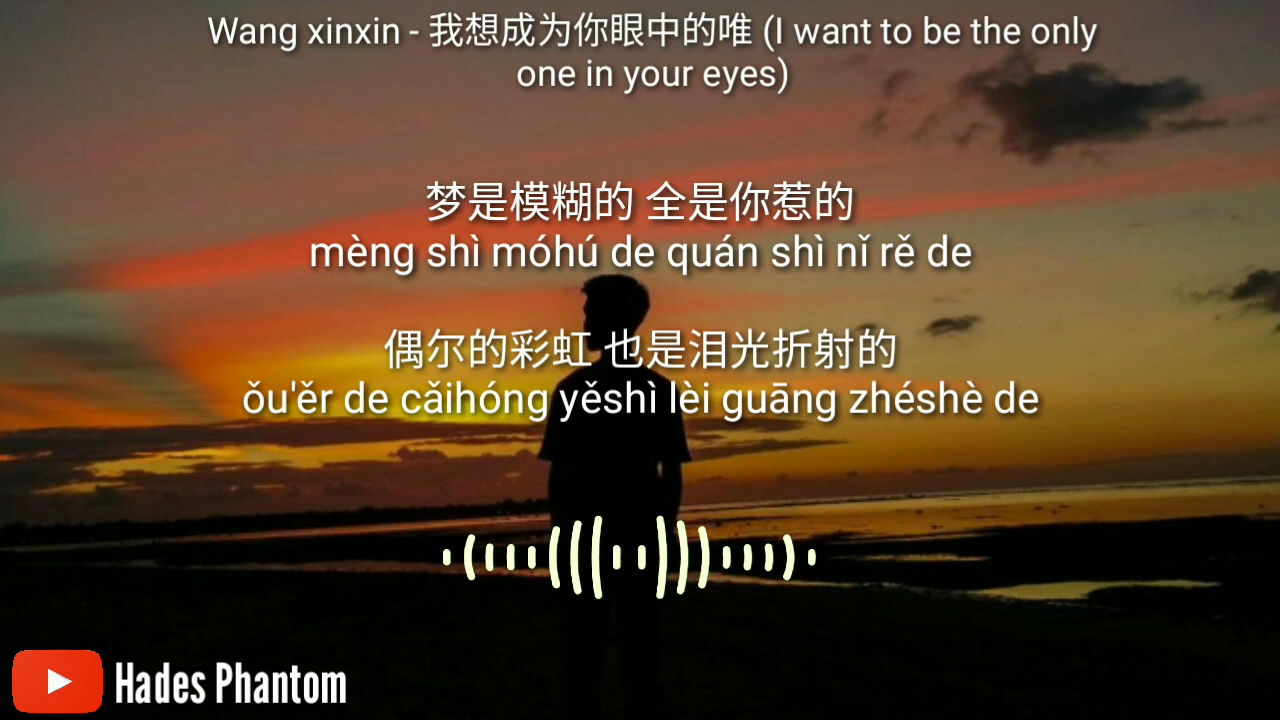 Wang xinxin - 我想成为你眼中的唯 (I want to be the only
one in your eyes)
梦是模糊的 全是你惹的
mèng shì móhú de quán shì nǐ rě de
偶尔的彩虹 也是泪光折射的
ǒu'ěr de cǎihóng yěshì lèi guāng zhéshè de
Hades Phantom